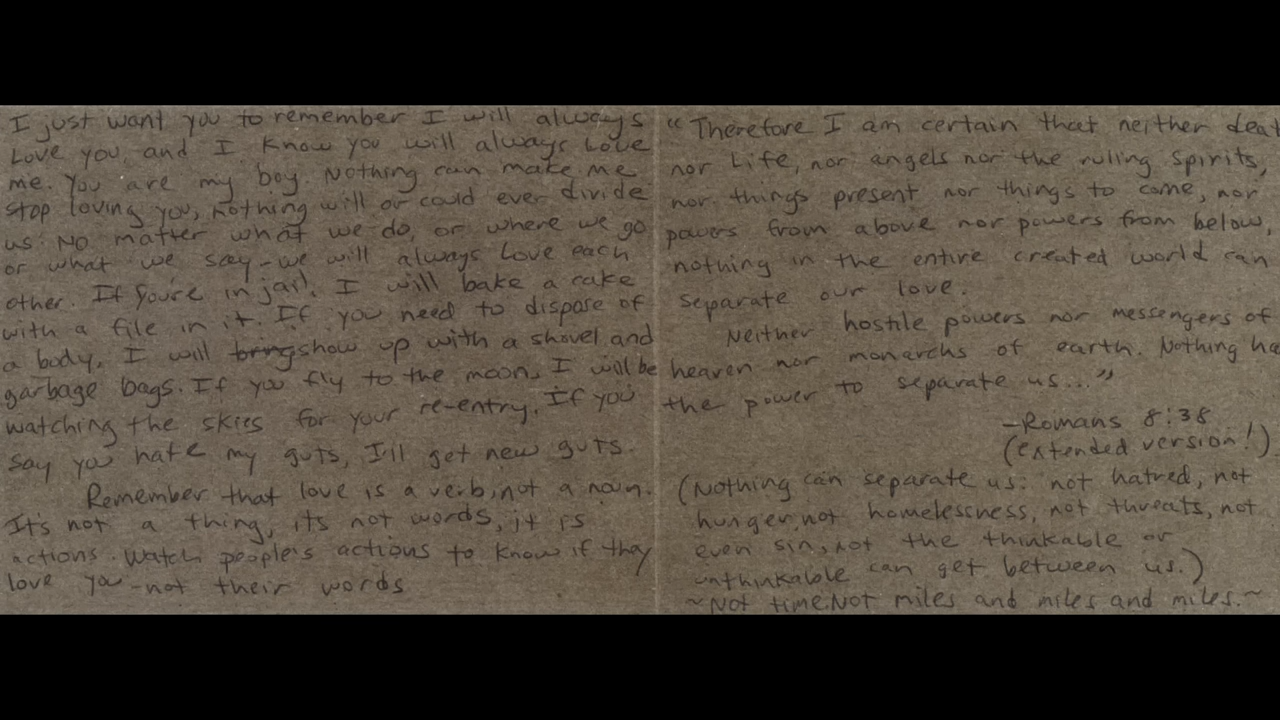 I just want you to remember I will always
Love you, and I know you will always Love
me. You are my boy. Nothing can make me
stop loving you, nothing will or could ever divide
us. No matter what we do, or where we go
or what we say - we will always Love each
other. If you're in jail, I will bake a cake
with a file in it. If you need to dispose of
a body, I will bring show up with a shovel and
garbage bags. If you fly to the moon, I will be
watching the skies for your re-entry. If you
say you hate my guts, I'll get new guts.
Remember that love is a verb, not a noun.
It's not a thing, its not words, it is
actions. Watch people's actions to know if they
love you - not their words
"Therefore I am certain that neither deat
nor Life, nor angels nor the ruling spirits,
nor things present nor things to come, nor
powers from above nor powers from below,
nothing in the entire created world can
separate our love.
Neither hostile powers nor messengers of
heaven nor monarchs of earth. Nothing ha
the power to separate us..."
-Romans 8:38
(extended version!)
(Nothing can separate us: not hatred, not
hunger, not homelessness, not threats, not
even sin, not the thinkable or
unthinkable can get between us.)
~Not time. Not miles and miles and miles.~